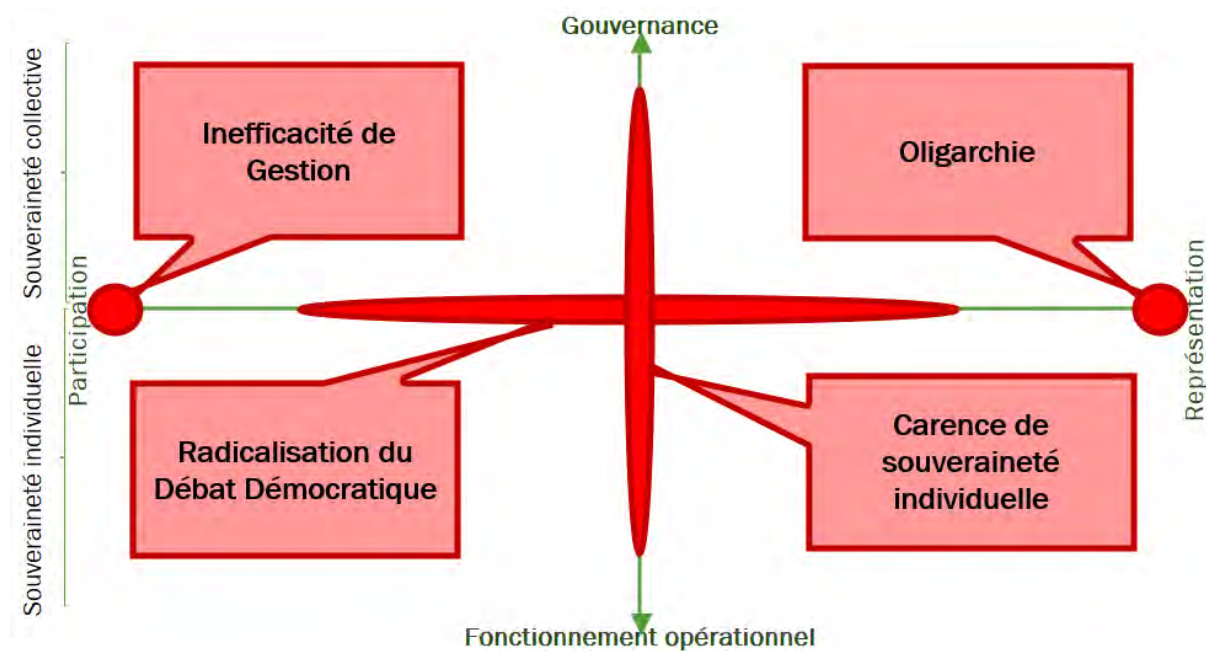 Gouvernance
Souveraineté collective
Inefficacité de
Gestion
Oligarchie
Participation
Représentation
Souveraineté individuelle
Radicalisation du
Débat Démocratique
Carence de
souveraineté
individuelle
Fonctionnement opérationnel